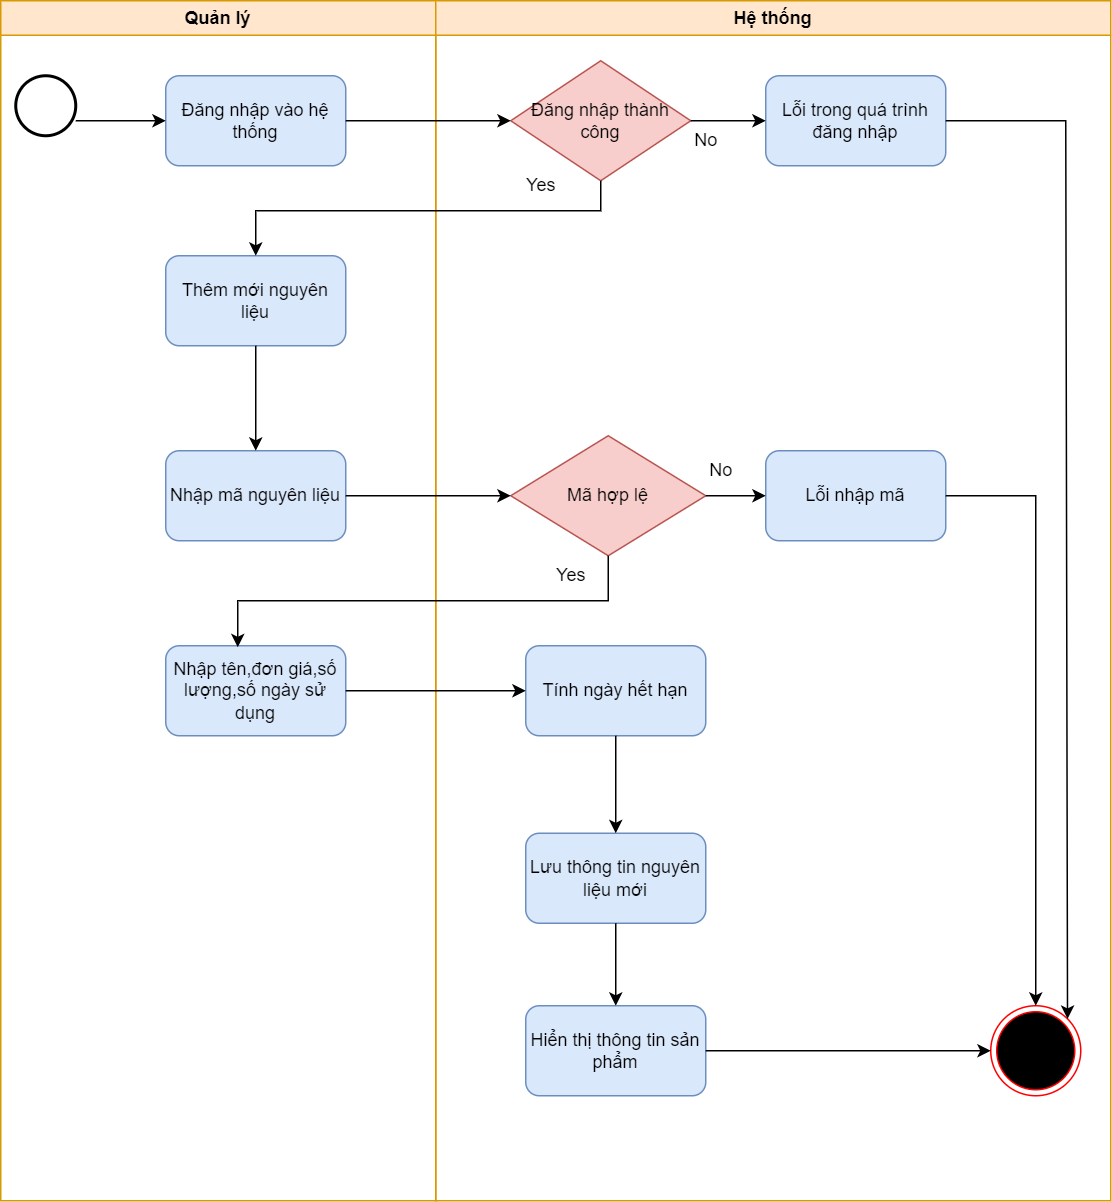 Quản lý
Hệ thống
Đăng nhập vào hệ
thống
Đăng nhập thành
công
No
Lỗi trong quá trình
đăng nhập
Yes
Thêm mới nguyên
liệu
Nhập mã nguyên liệu
Mã hợp lệ
No
Lỗi nhập mã
Yes
Nhập tên,đơn giá,số
lượng,số ngày sử
dụng
Tính ngày hết hạn
Lưu thông tin nguyên
liệu mới
Hiển thị thông tin sản
phẩm